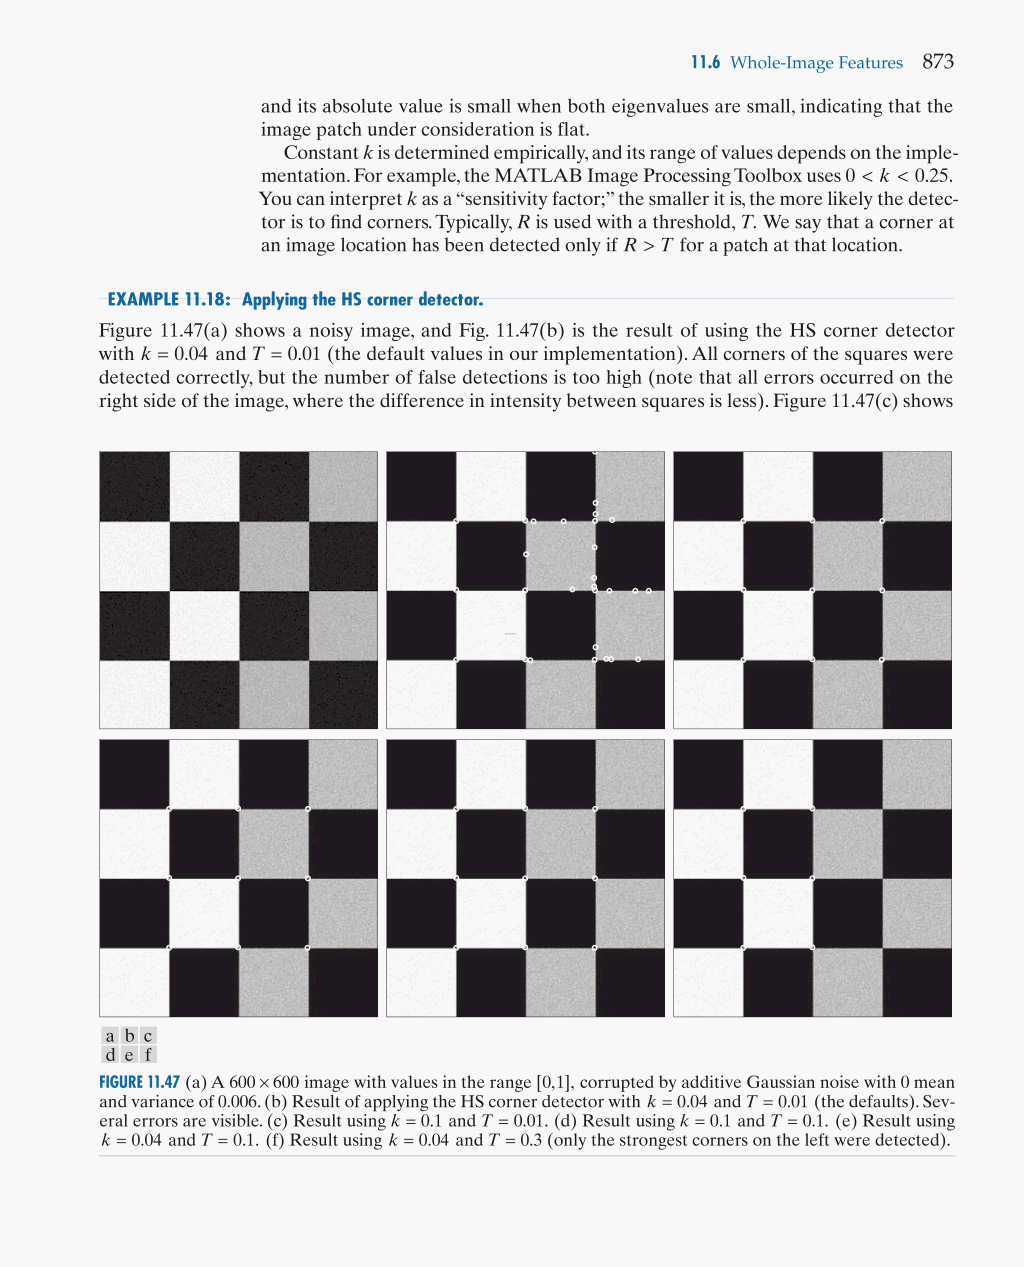 11.6 Whole-Image Features 873
and its absolute value is small when both eigenvalues are small, indicating that the
image patch under consideration is flat.
Constant k is determined empirically, and its range of values depends on the imple-
mentation. For example, the MATLAB Image Processing Toolbox uses 0 < k < 0.25.
You can interpret k as a “sensitivity factor;” the smaller it is, the more likely the detec-
tor is to find corners. Typically, R is used with a threshold, T. We say that a corner at
an image location has been detected only if R > T for a patch at that location.
EXAMPLE 11.18: Applying the HS corner detector.
Figure 11.47(a) shows a noisy image, and Fig. 11.47(b) is the result of using the HS corner detector
with k = 0.04 and T = 0.01 (the default values in our implementation). All corners of the squares were
detected correctly, but the number of false detections is too high (note that all errors occurred on the
right side of the image, where the difference in intensity between squares is less). Figure 11.47(c) shows
a b c
d e f
FIGURE 11.47 (a) A 600 × 600 image with values in the range [0,1], corrupted by additive Gaussian noise with 0 mean
and variance of 0.006. (b) Result of applying the HS corner detector with k = 0.04 and T = 0.01 (the defaults). Sev-
eral errors are visible. (c) Result using k = 0.1 and T = 0.01. (d) Result using k = 0.1 and T = 0.1. (e) Result using
k = 0.04 and T = 0.1. (f) Result using k = 0.04 and T = 0.3 (only the strongest corners on the left were detected).